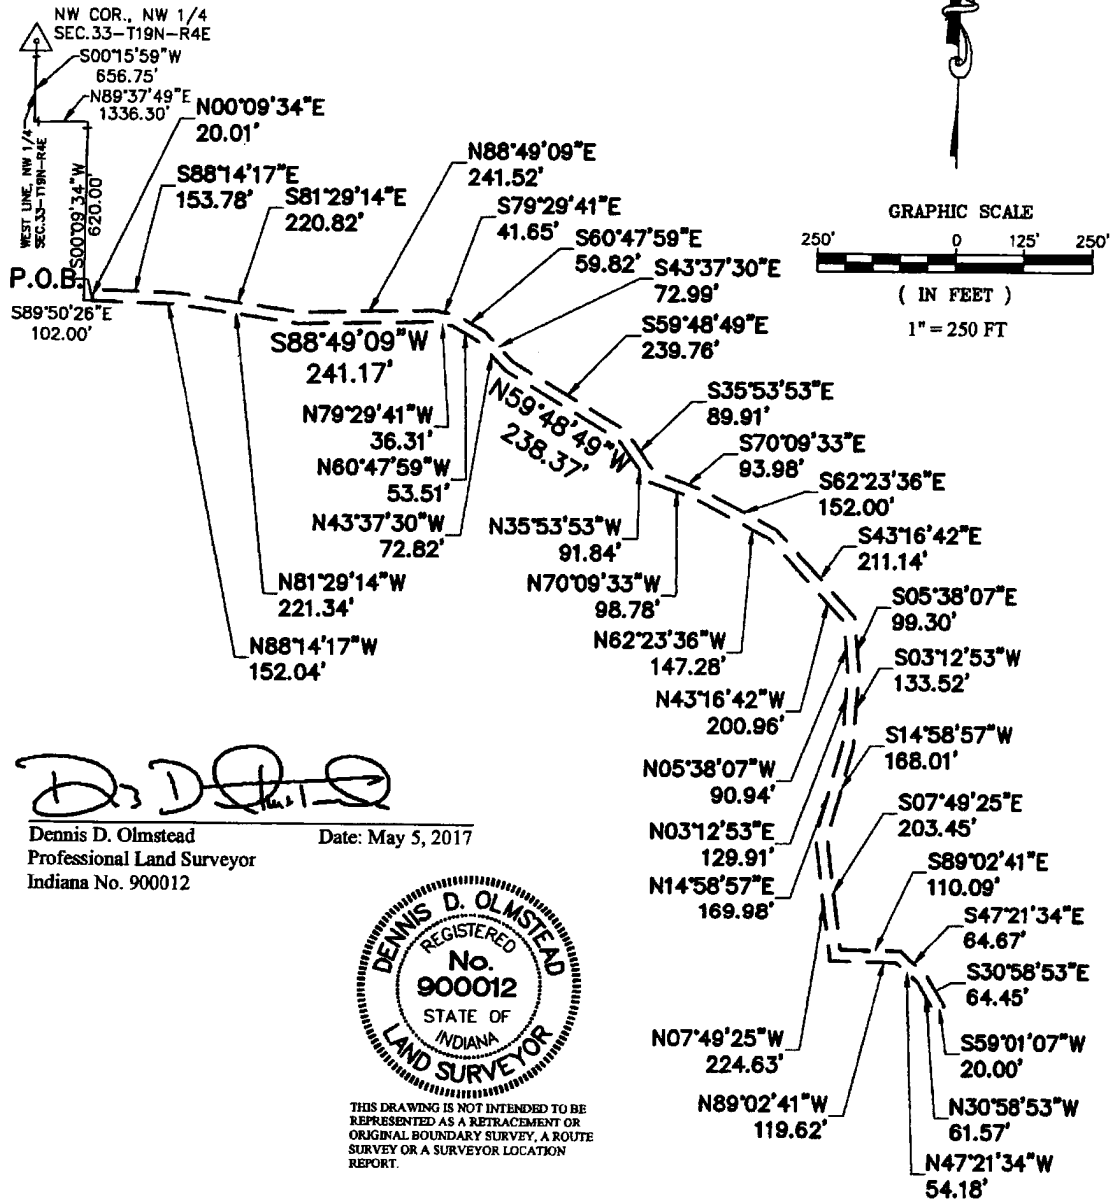 NW COR., NW 1/4
SEC.33-T19N-R4E
S00°15'59"W
656.75'
N89°37'49"E
1336.30'
WEST LINE, NW 1/4
SEC.33-T19N-R4E
S00°09'34"W
620.00'
N00°09'34"E
20.01'
P.O.B.
S89°50'26"E
102.00'
S88°14'17"E
153.78'
S81°29'14"E
220.82'
N88°49'09"E
241.52'
S79°29'41"E
41.65'
S60°47'59"E
59.82'
S43°37'30"E
72.99'
S59°48'49"E
239.76'
GRAPHIC SCALE
250' 0 125' 250'
( IN FEET )
1" = 250 FT
S88°49'09"W
241.17'
N79°29'41"W
36.31'
N60°47'59"W
53.51'
N43°37'30"W
72.82'
N59°48'49"W
238.37'
N81°29'14"W
221.34'
N88°14'17"W
152.04'
S35°53'53"E
89.91'
S70°09'33"E
93.98'
S62°23'36"E
152.00'
S43°16'42"E
211.14'
N35°53'53"W
91.84'
N70°09'33"W
98.78'
N62°23'36"W
147.28'
N43°16'42"W
200.96'
S05°38'07"E
99.30'
S03°12'53"W
133.52'
S14°58'57"W
168.01'
S07°49'25"E
203.45'
N05°38'07"W
90.94'
N03°12'53"E
129.91'
N14°58'57"E
169.98'
S89°02'41"E
110.09'
S47°21'34"E
64.67'
S30°58'53"E
64.45'
S59°01'07"W
20.00'
N07°49'25"W
224.63'
N89°02'41"W
119.62'
N30°58'53"W
61.57'
N47°21'34"W
54.18'
Dennis D. Olmstead Date: May 5, 2017
Professional Land Surveyor
Indiana No. 900012
DENNIS D. OLMSTEAD
REGISTERED
No.
900012
STATE OF
INDIANA
LAND SURVEYOR
THIS DRAWING IS NOT INTENDED TO BE
REPRESENTED AS A RETRACEMENT OR
ORIGINAL BOUNDARY SURVEY, A ROUTE
SURVEY OR A SURVEYOR LOCATION
REPORT.